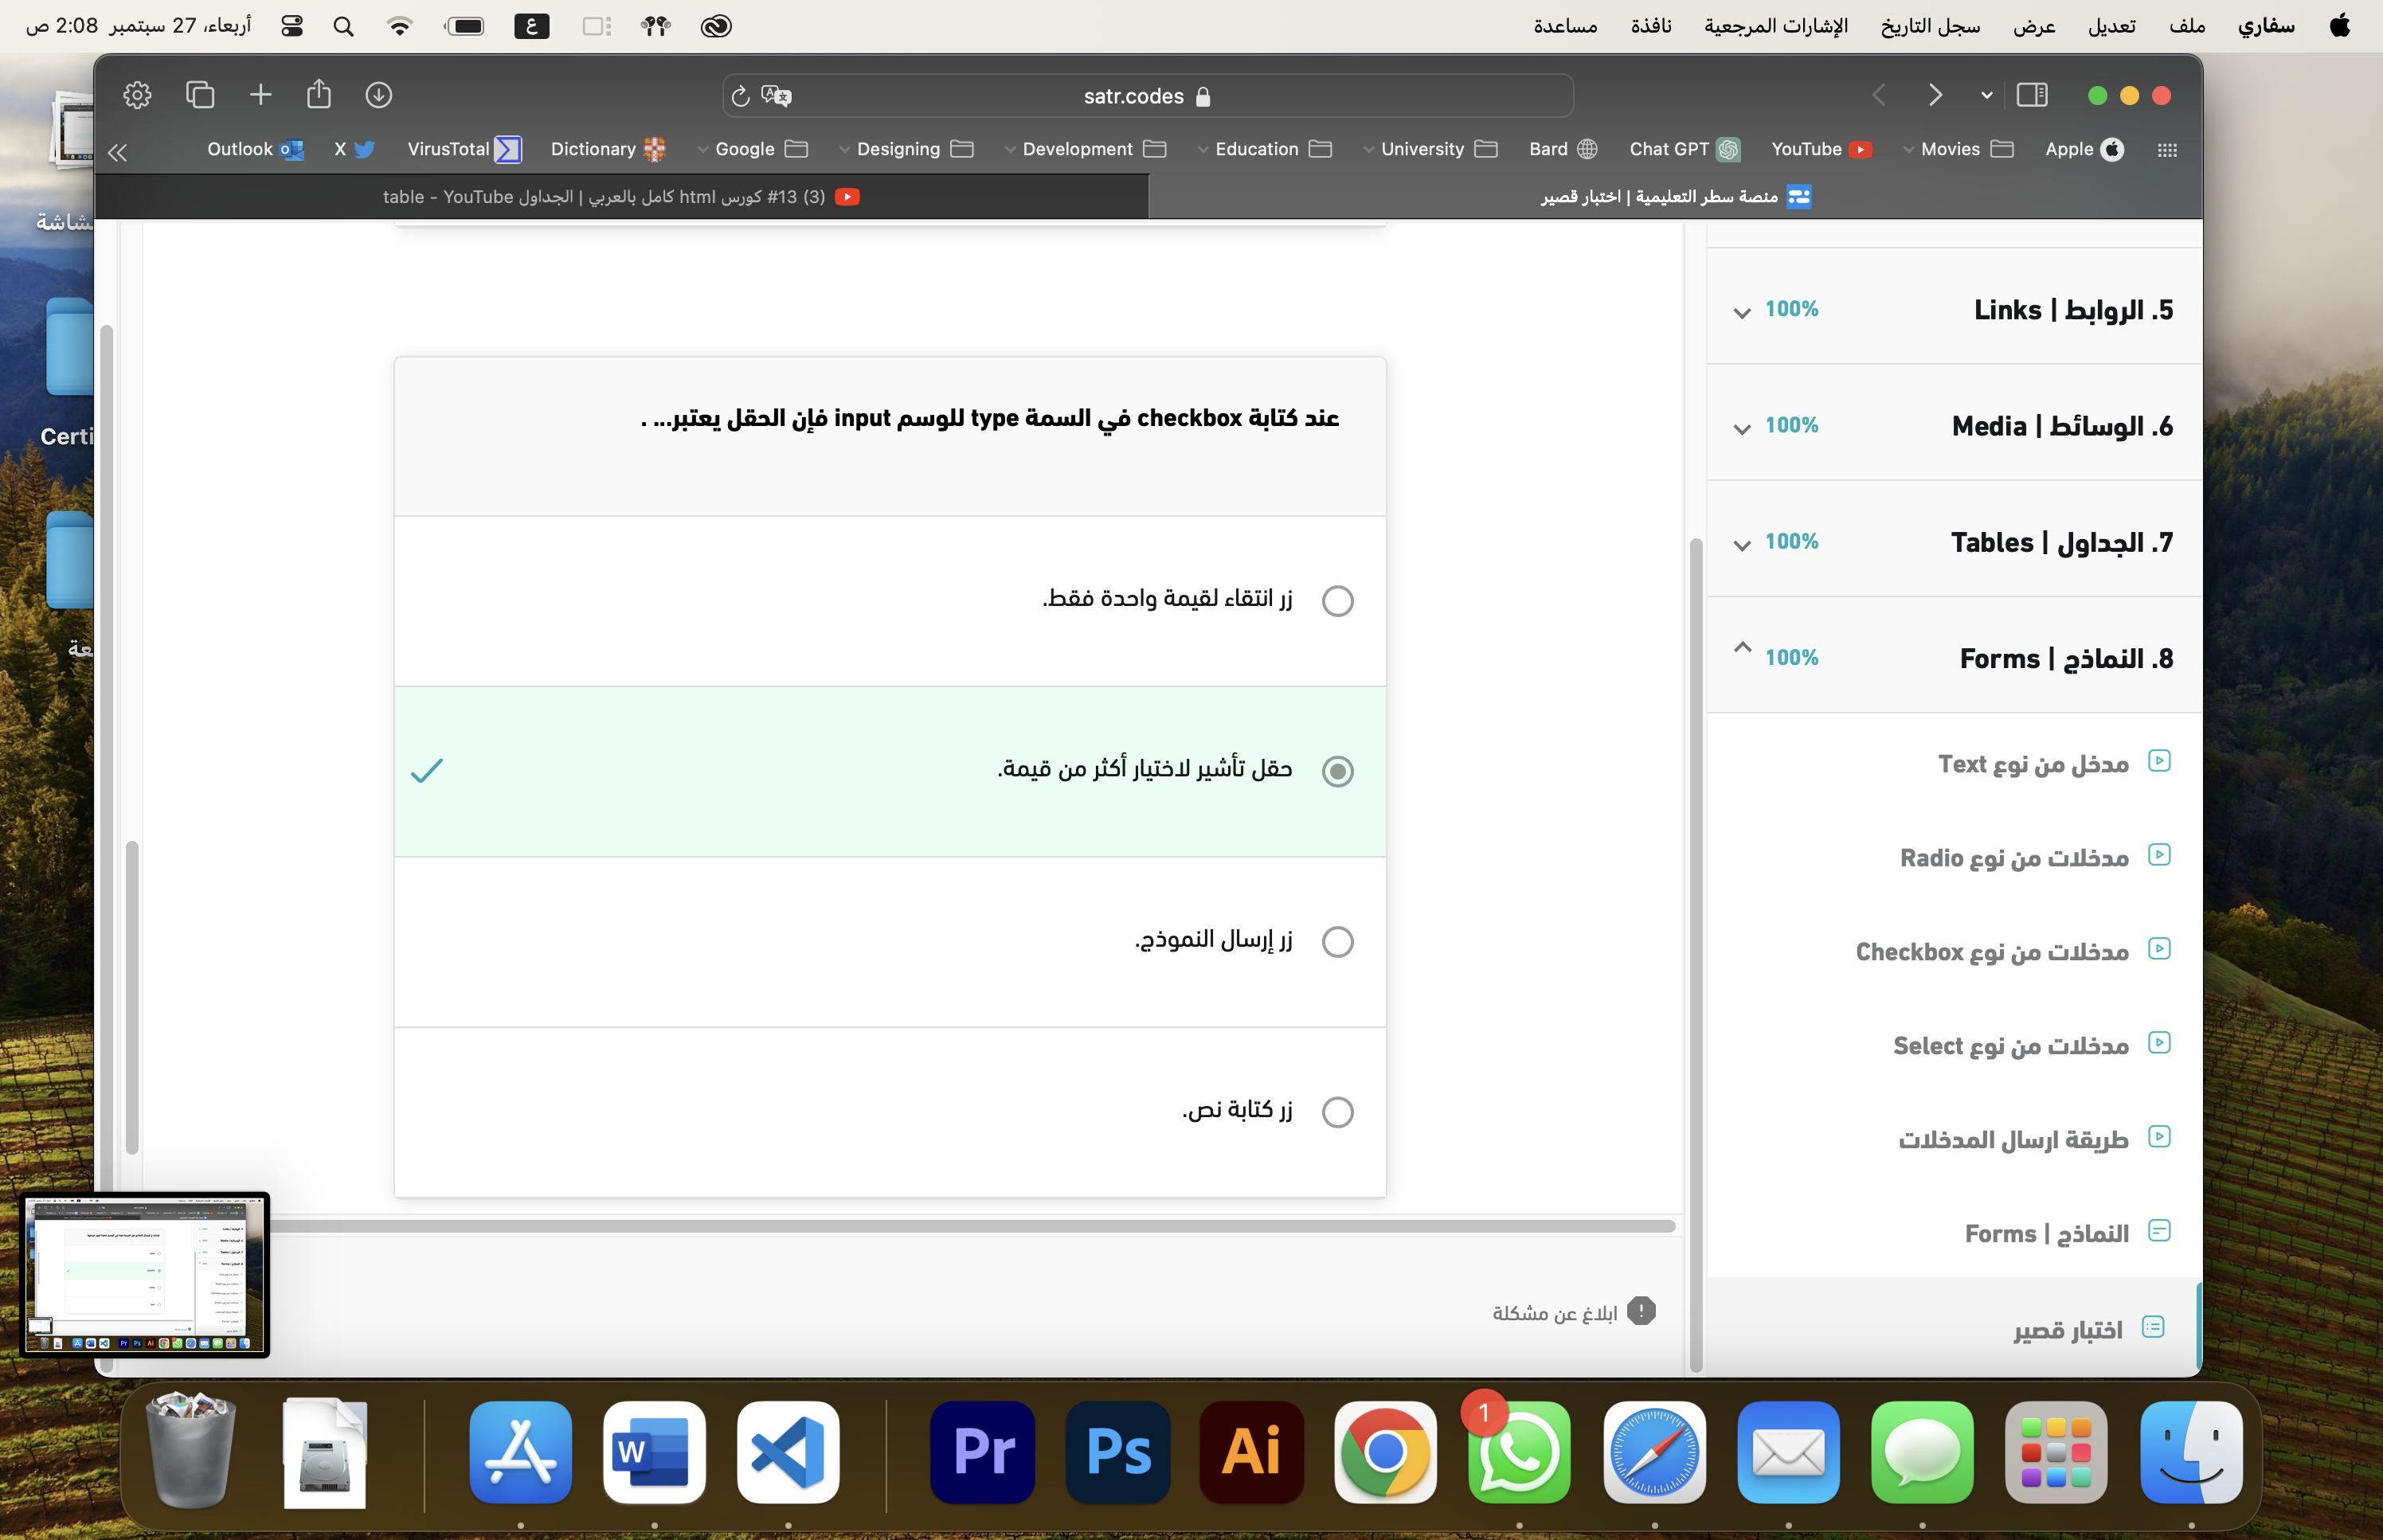 سفاري ملف تعديل عرض سجل التاريخ الإشارات المرجعية نافذة مساعدة
ع
أربعاء، 27 سبتمبر 2:08 ص
satr.codes
Apple Movies YouTube Chat GPT Bard University Education Development Designing Google Dictionary VirusTotal X Outlook
منصة سطر التعليمية | اختبار قصير
(3) #13 كورس html كامل بالعربي | الجداول table - YouTube
5. الروابط | Links 100%
6. الوسائط | Media 100%
7. الجداول | Tables 100%
8. النماذج | Forms 100%
مدخل من نوع Text
مدخلات من نوع Radio
مدخلات من نوع Checkbox
مدخلات من نوع Select
طريقة ارسال المدخلات
النماذج | Forms
اختبار قصير
عند كتابة checkbox في السمة type للوسم input فإن الحقل يعتبر... .
زر انتقاء لقيمة واحدة فقط.
حقل تأشير لاختيار أكثر من قيمة.
زر إرسال النموذج.
زر كتابة نص.
ابلاغ عن مشكلة
Certi
1
Ai
Ps
Pr
W